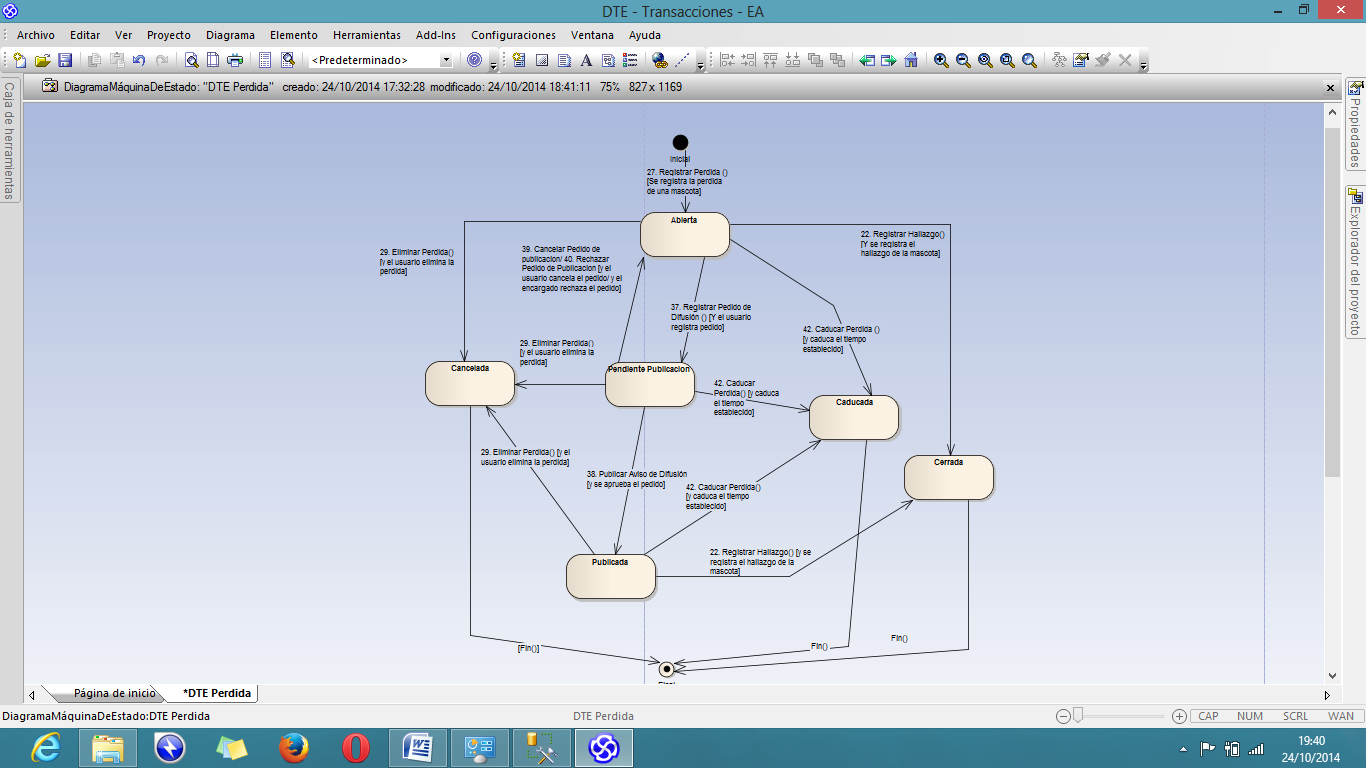 DTE - Transacciones - EA
Archivo Editar Ver Proyecto Diagrama Elemento Herramientas Add-Ins Configuraciones Ventana Ayuda
<Predeterminado>
DiagramaMáquinaDeEstado: "DTE Perdida" creado: 24/10/2014 17:32:28 modificado: 24/10/2014 18:41:11 75% 827 x 1169
Caja de herramientas
Propiedades
Explorador del proyecto
Inicial
27. Registrar Perdida ()
[Se registra la perdida
de una mascota]
Abierta
29. Eliminar Perdida()
[y el usuario elimina la
perdida]
39. Cancelar Pedido de
publicacion/ 40. Rechazar
Pedido de Publicacion [y el
usuario cancela el pedido/ y el
encargado rechaza el pedido]
22. Registrar Hallazgo()
[Y se registra el
hallazgo de la mascota]
37. Registrar Pedido de
Difusión () [Y el usuario
registra pedido]
42. Caducar Perdida ()
[y caduca el tiempo
establecido]
29. Eliminar Perdida()
[y el usuario elimina la
perdida]
Cancelada
Pendiente Publicacion
42. Caducar
Perdida() [y caduca
el tiempo
establecido]
Caducada
29. Eliminar Perdida() [y el
usuario elimina la perdida]
Cerrada
38. Publicar Aviso de Difusión
[y se aprueba el pedido]
42. Caducar Perdida()
[y caduca el tiempo
establecido]
22. Registrar Hallazgo() [y se
registra el hallazgo de la
mascota]
Publicada
[Fin()]
Fin()
Fin()
Página de inicio *DTE Perdida
DiagramaMáquinaDeEstado:DTE Perdida DTE Perdida CAP NUM SCRL WAN
19:40
24/10/2014